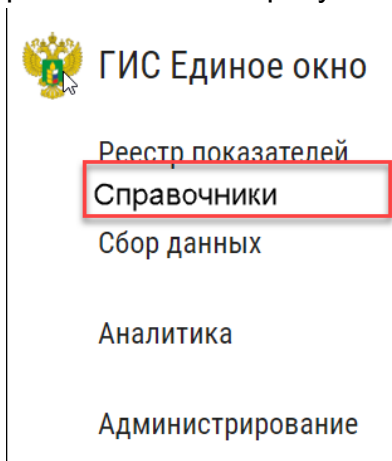 ГИС Единое окно
Реестр показателей
Справочники
Сбор данных
Аналитика
Администрирование